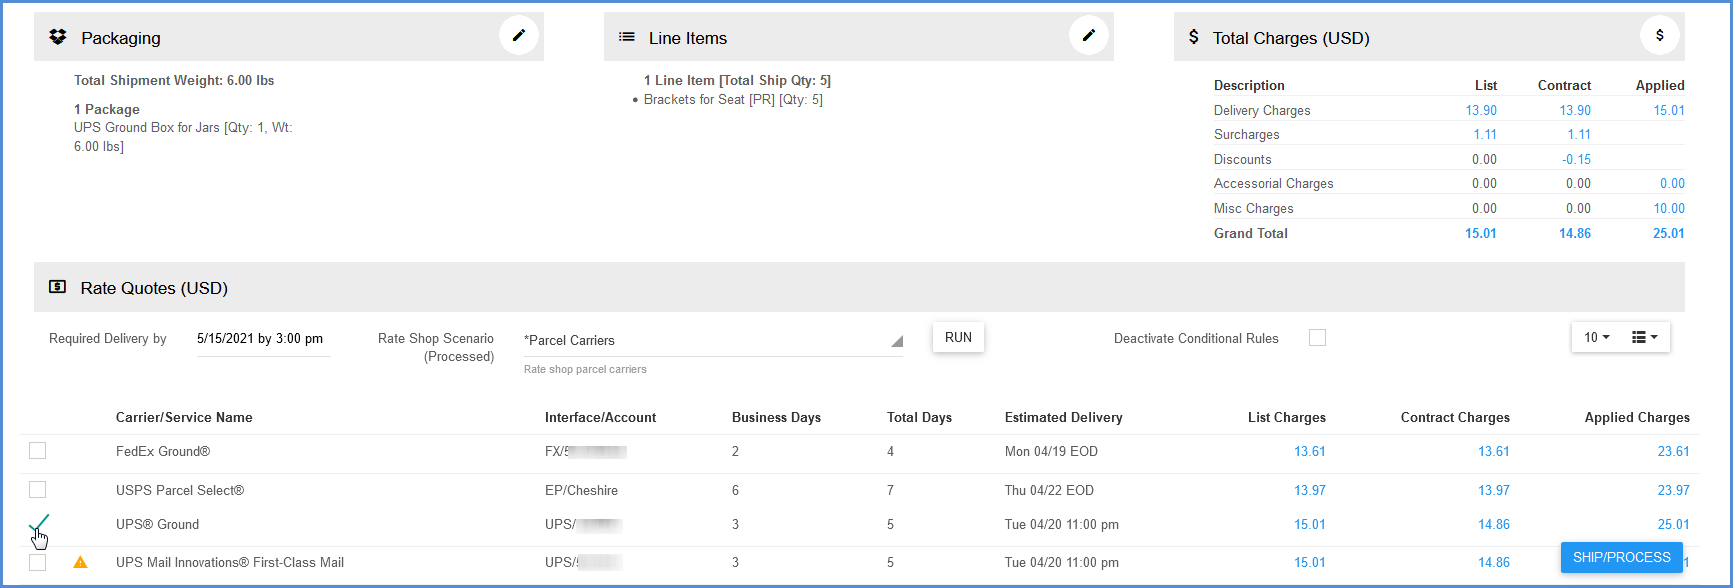 Packaging
Total Shipment Weight: 6.00 lbs
1 Package
UPS Ground Box for Jars [Qty: 1, Wt:
6.00 lbs]
Line Items
1 Line Item [Total Ship Qty: 5]
• Brackets for Seat [PR] [Qty: 5]
$ Total Charges (USD) $
Description List Contract Applied
Delivery Charges 13.90 13.90 15.01
Surcharges 1.11 1.11
Discounts 0.00 -0.15
Accessorial Charges 0.00 0.00 0.00
Misc Charges 0.00 0.00 10.00
Grand Total 15.01 14.86 25.01
Rate Quotes (USD)
Required Delivery by 5/15/2021 by 3:00 pm Rate Shop Scenario *Parcel Carriers RUN Deactivate Conditional Rules 10
(Processed)
Rate shop parcel carriers
Carrier/Service Name Interface/Account Business Days Total Days Estimated Delivery List Charges Contract Charges Applied Charges
FedEx Ground® FX/ 2 4 Mon 04/19 EOD 13.61 13.61 23.61
USPS Parcel Select® EP/Cheshire 6 7 Thu 04/22 EOD 13.97 13.97 23.97
UPS® Ground UPS/ 3 5 Tue 04/20 11:00 pm 15.01 14.86 25.01
UPS Mail Innovations® First-Class Mail UPS/ 3 5 Tue 04/20 11:00 pm 15.01 14.86
SHIP/PROCESS